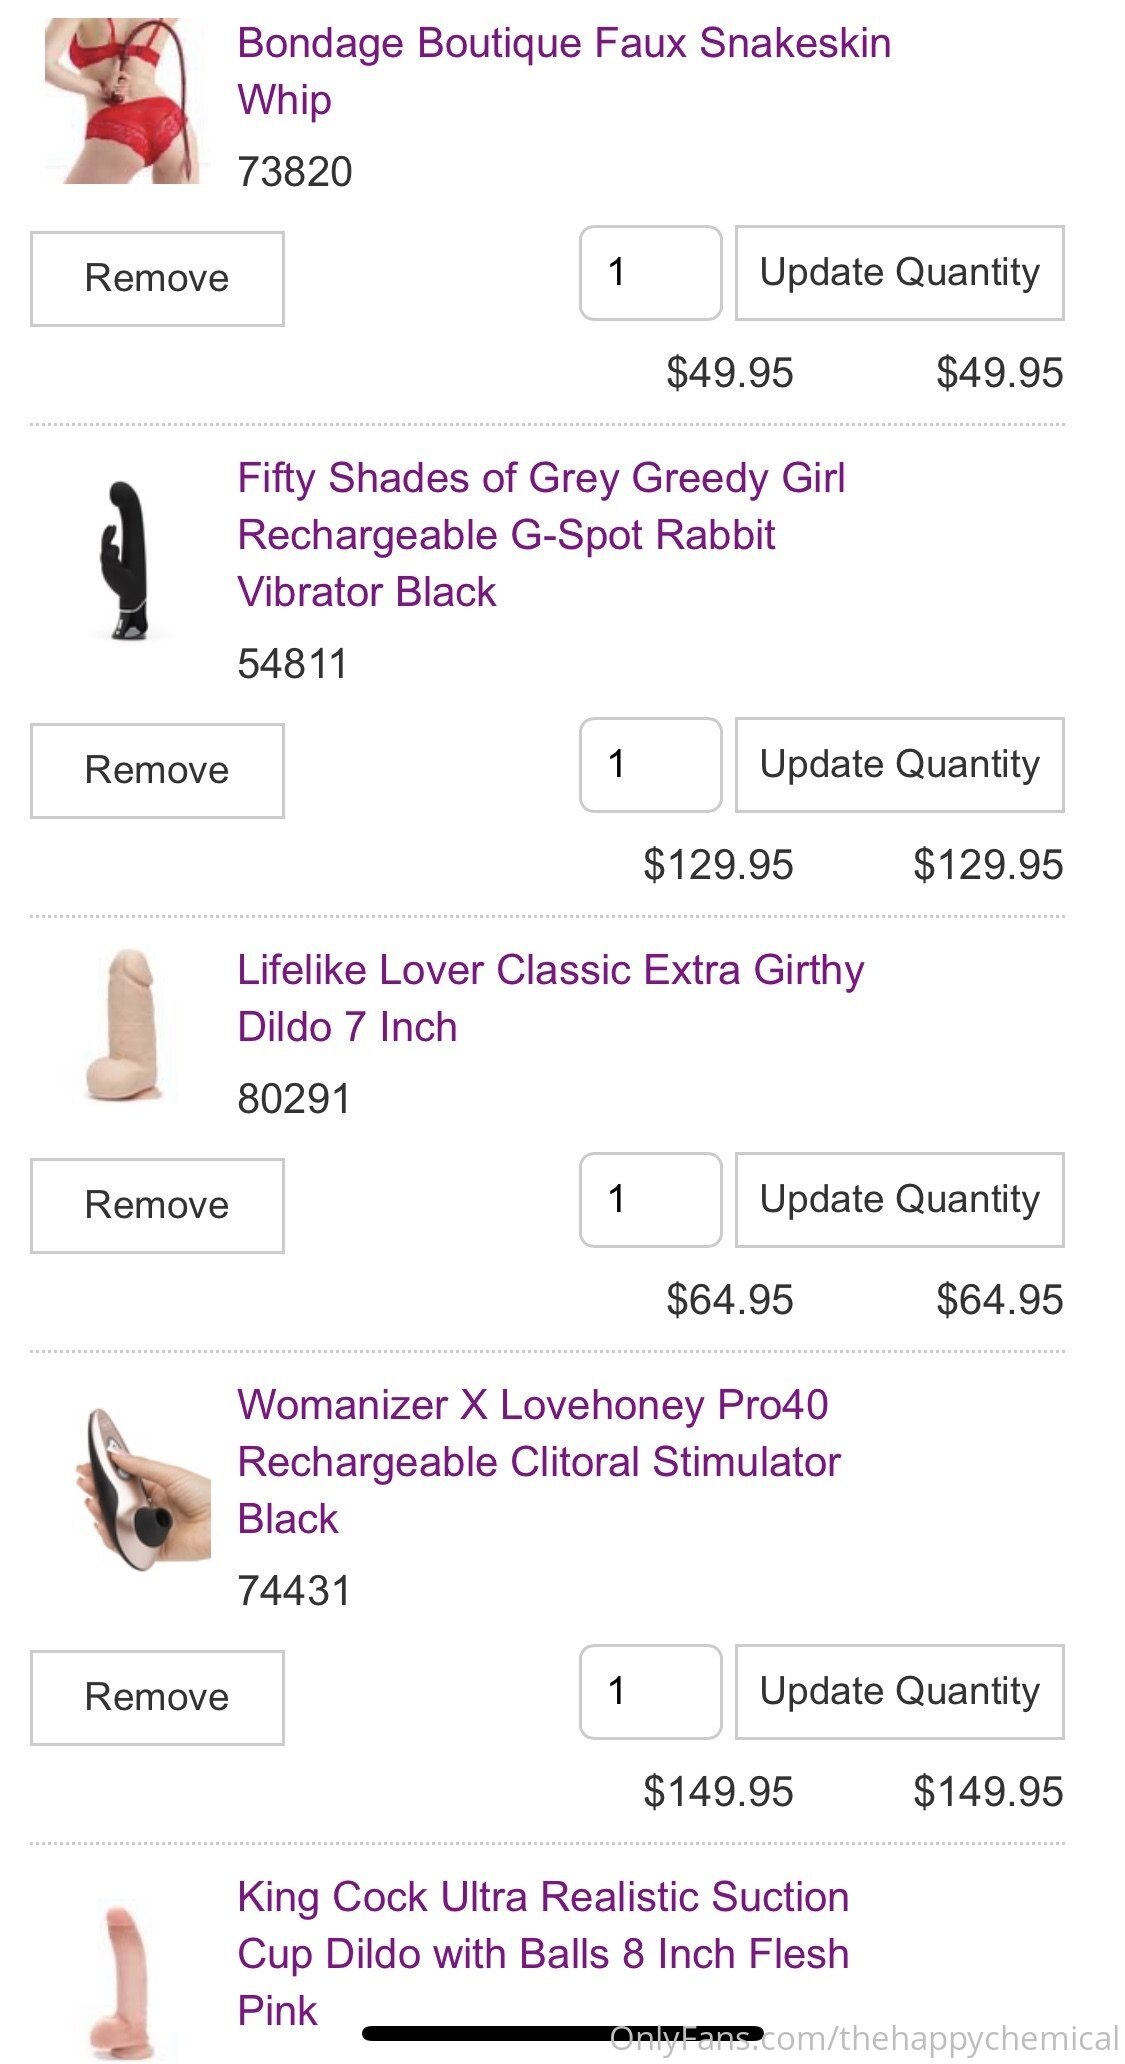 Bondage Boutique Faux Snakeskin
Whip
73820
Remove
1
Update Quantity
$49.95
$49.95
Fifty Shades of Grey Greedy Girl
Rechargeable G-Spot Rabbit
Vibrator Black
54811
Remove
1
Update Quantity
$129.95
$129.95
Lifelike Lover Classic Extra Girthy
Dildo 7 Inch
80291
Remove
1
Update Quantity
$64.95
$64.95
Womanizer X Lovehoney Pro40
Rechargeable Clitoral Stimulator
Black
74431
Remove
1
Update Quantity
$149.95
$149.95
King Cock Ultra Realistic Suction
Cup Dildo with Balls 8 Inch Flesh
Pink
OnlyFans.com/thehappychemical